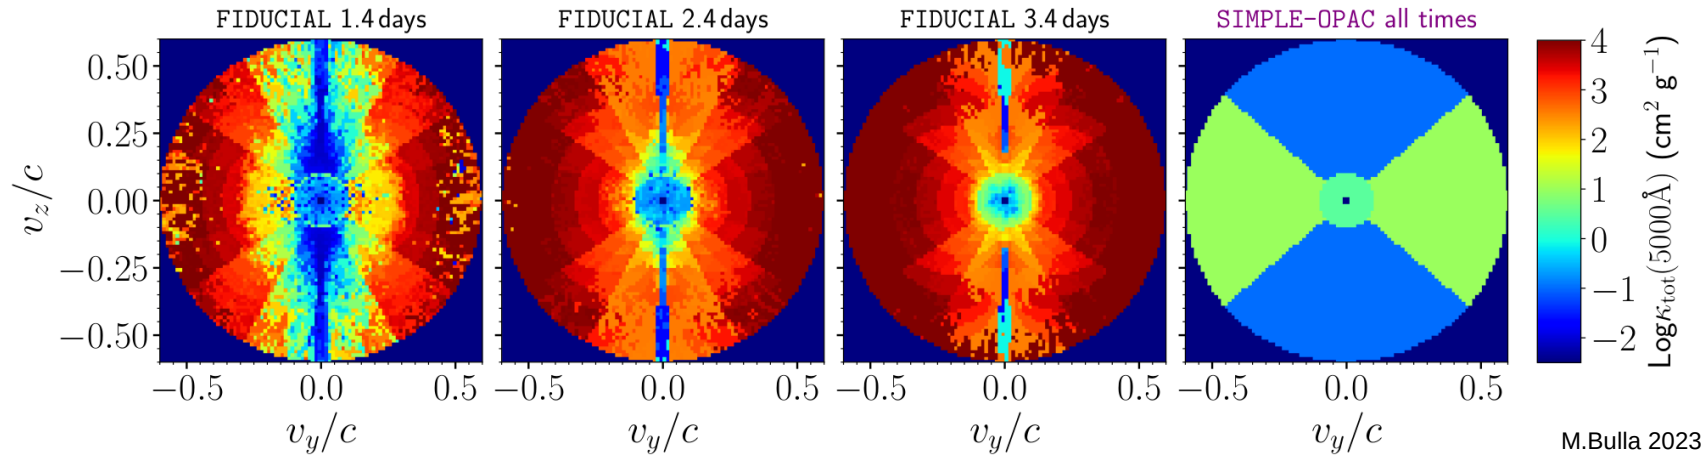 FIDUCIAL 1.4 days
FIDUCIAL 2.4 days
FIDUCIAL 3.4 days
SIMPLE-OPAC all times
v_z/c
0.50
0.25
0.00
−0.25
−0.50
−0.5 0.0 0.5
−0.5 0.0 0.5
−0.5 0.0 0.5
−0.5 0.0 0.5
v_y/c
v_y/c
v_y/c
v_y/c
4
3
2
1
0
−1
−2
Log κ_tot(5000Å) (cm² g⁻¹)
M.Bulla 2023